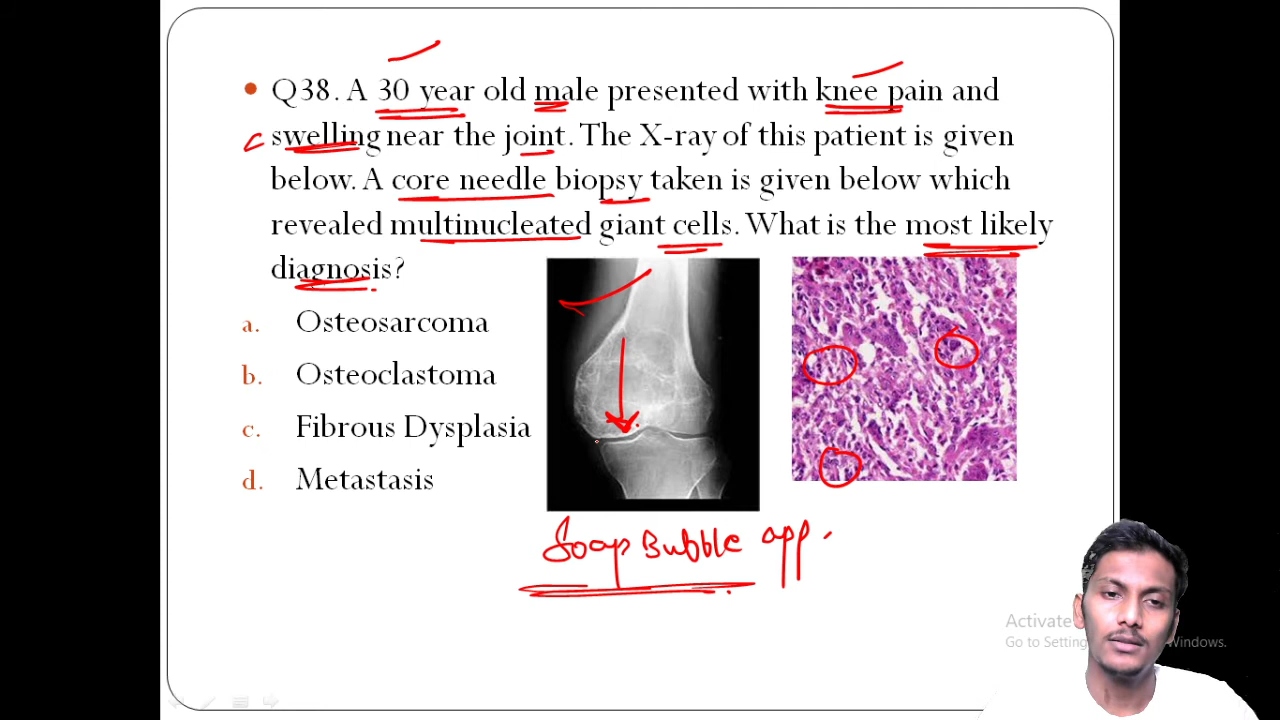 • Q38. A 30 year old male presented with knee pain and
swelling near the joint. The X-ray of this patient is given
below. A core needle biopsy taken is given below which
revealed multinucleated giant cells. What is the most likely
diagnosis?
a. Osteosarcoma
b. Osteoclastoma
c. Fibrous Dysplasia
d. Metastasis
Soap Bubble app.
Activate
Go to Setting Windows.